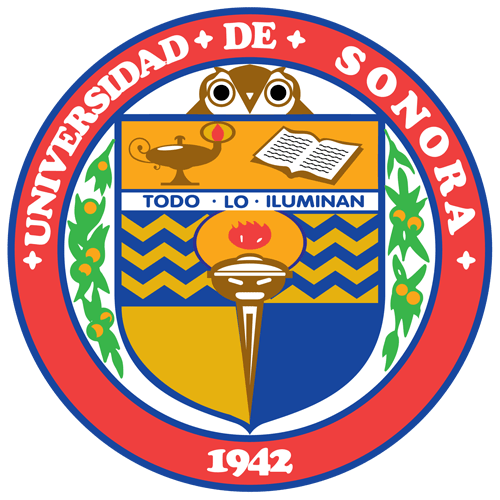 UNIVERSIDAD DE SONORA
TODO · LO · ILUMINAN
1942